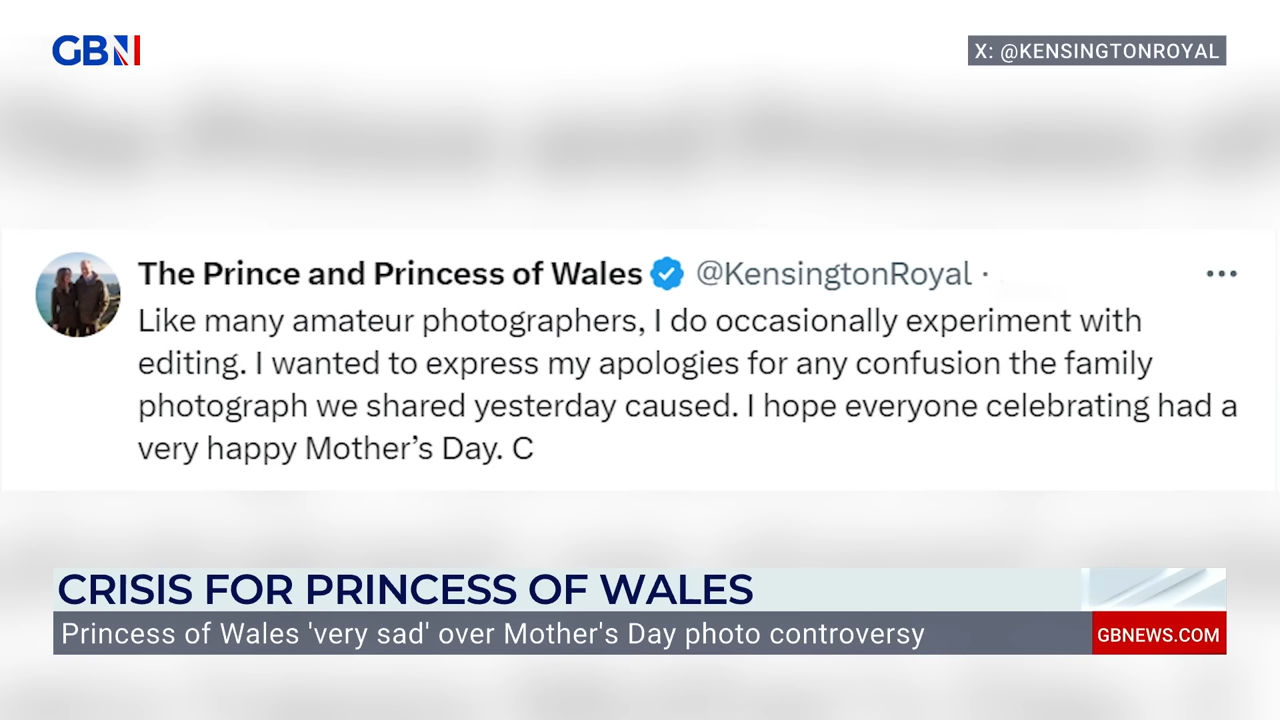 GBN
X: @KENSINGTONROYAL
The Prince and Princess of Wales @KensingtonRoyal ·
Like many amateur photographers, I do occasionally experiment with
editing. I wanted to express my apologies for any confusion the family
photograph we shared yesterday caused. I hope everyone celebrating had a
very happy Mother’s Day. C
CRISIS FOR PRINCESS OF WALES
Princess of Wales 'very sad' over Mother's Day photo controversy
GBNEWS.COM